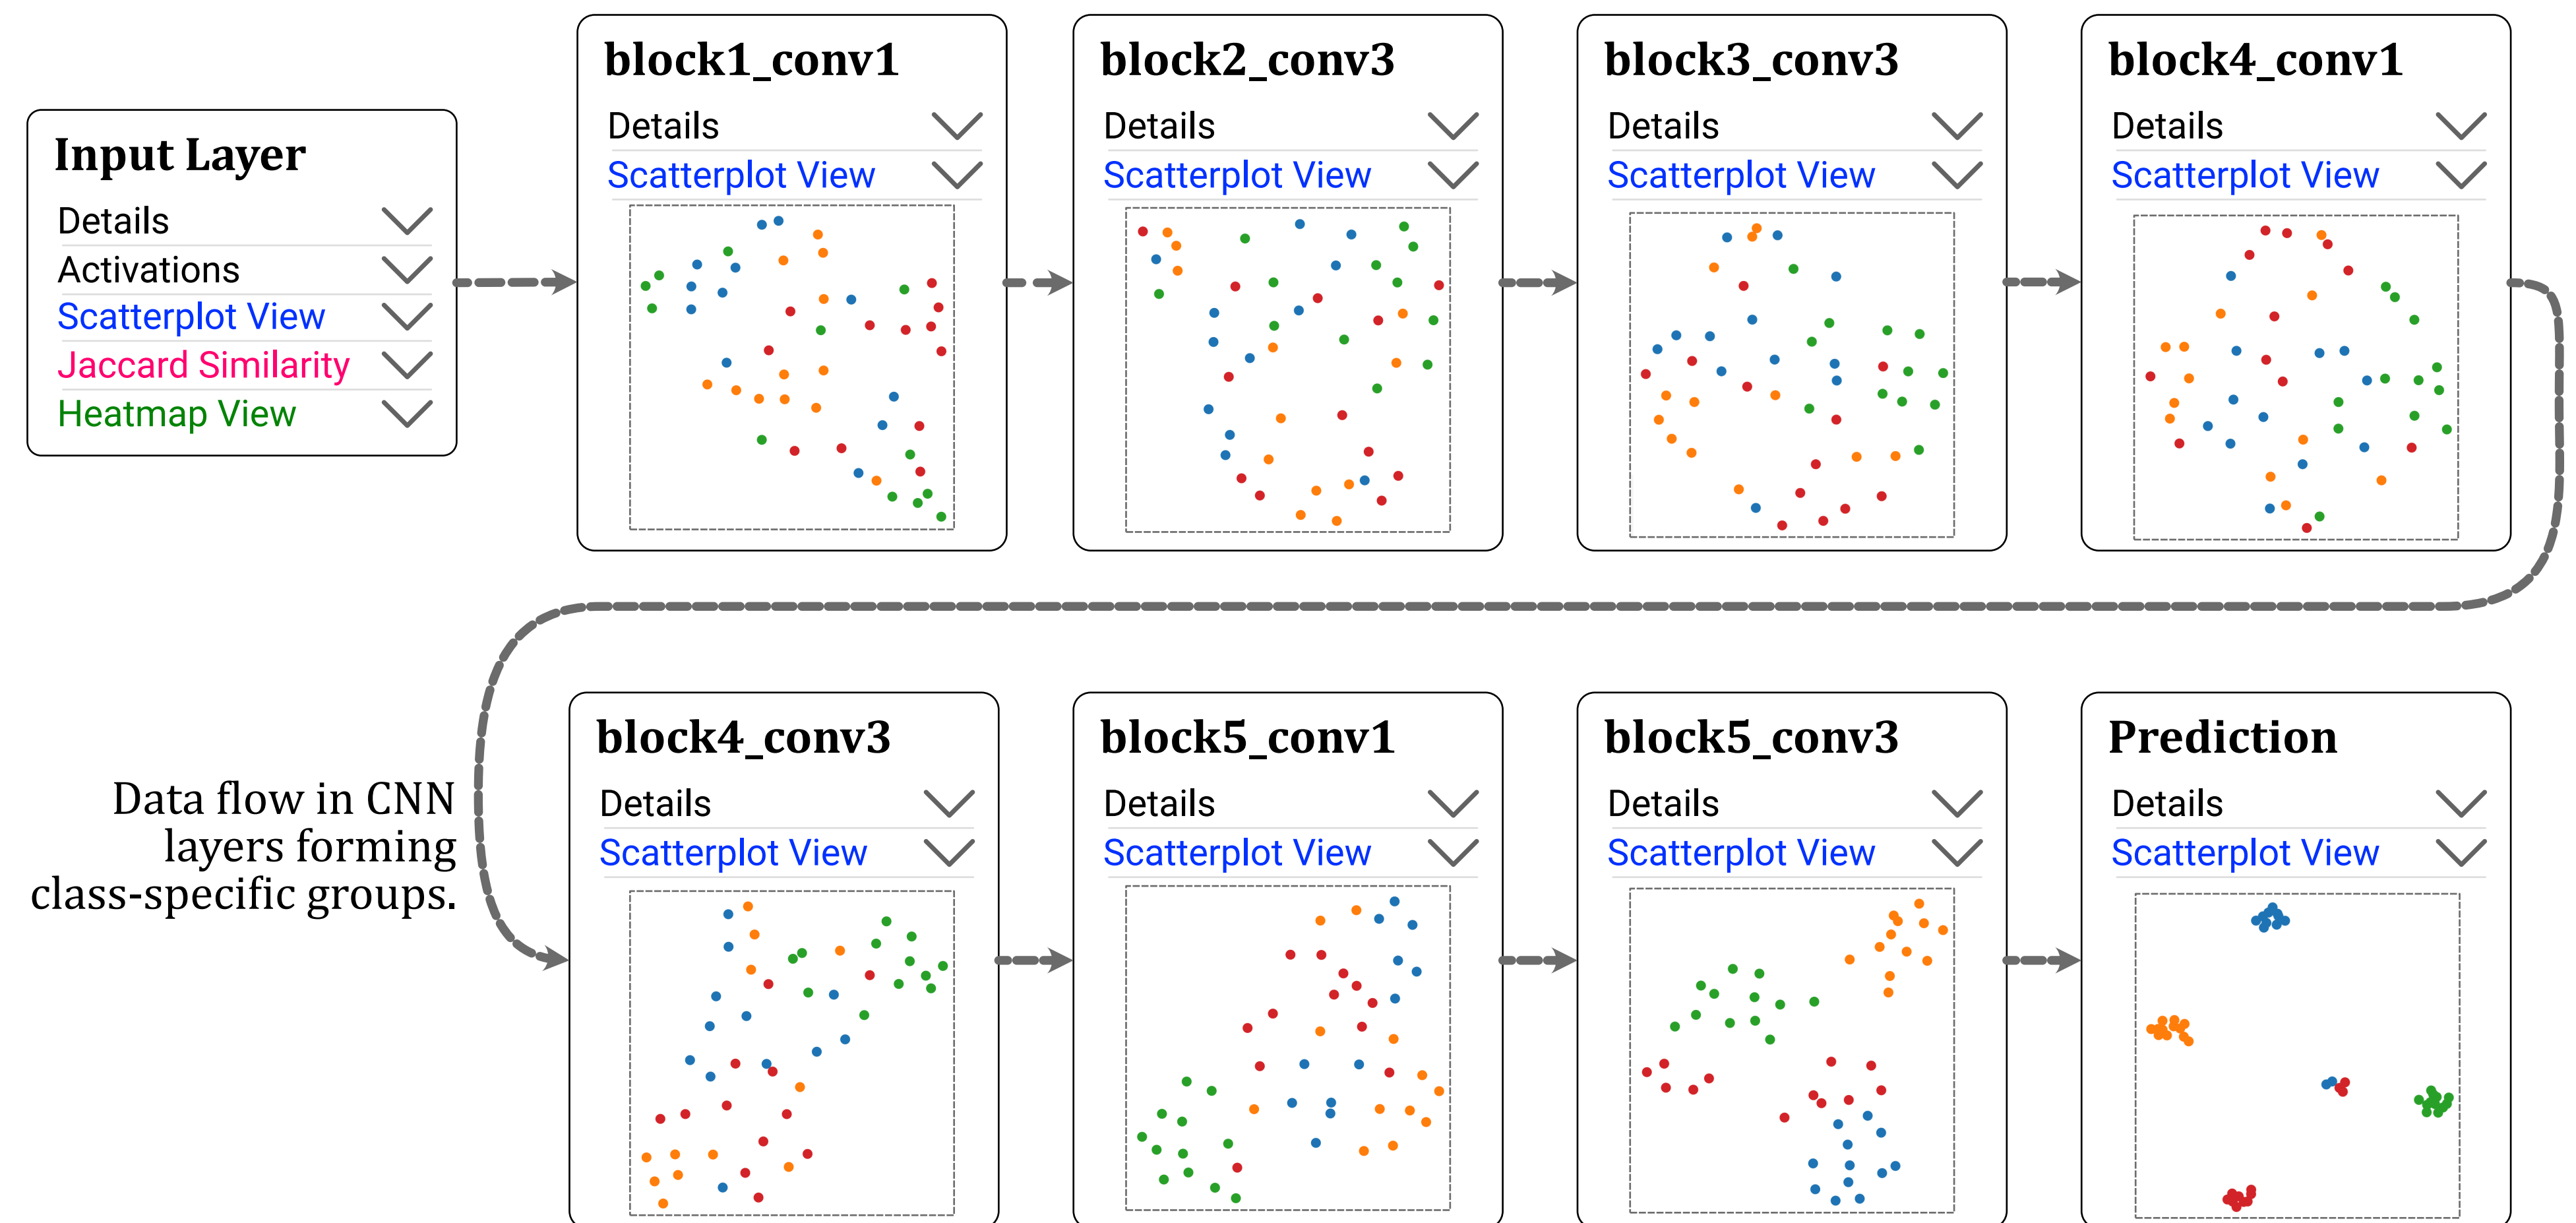 Input Layer
Details
Activations
Scatterplot View
Jaccard Similarity
Heatmap View
block1_conv1
Details
Scatterplot View
block2_conv3
Details
Scatterplot View
block3_conv3
Details
Scatterplot View
block4_conv1
Details
Scatterplot View
Data flow in CNN
layers forming
class-specific groups.
block4_conv3
Details
Scatterplot View
block5_conv1
Details
Scatterplot View
block5_conv3
Details
Scatterplot View
Prediction
Details
Scatterplot View